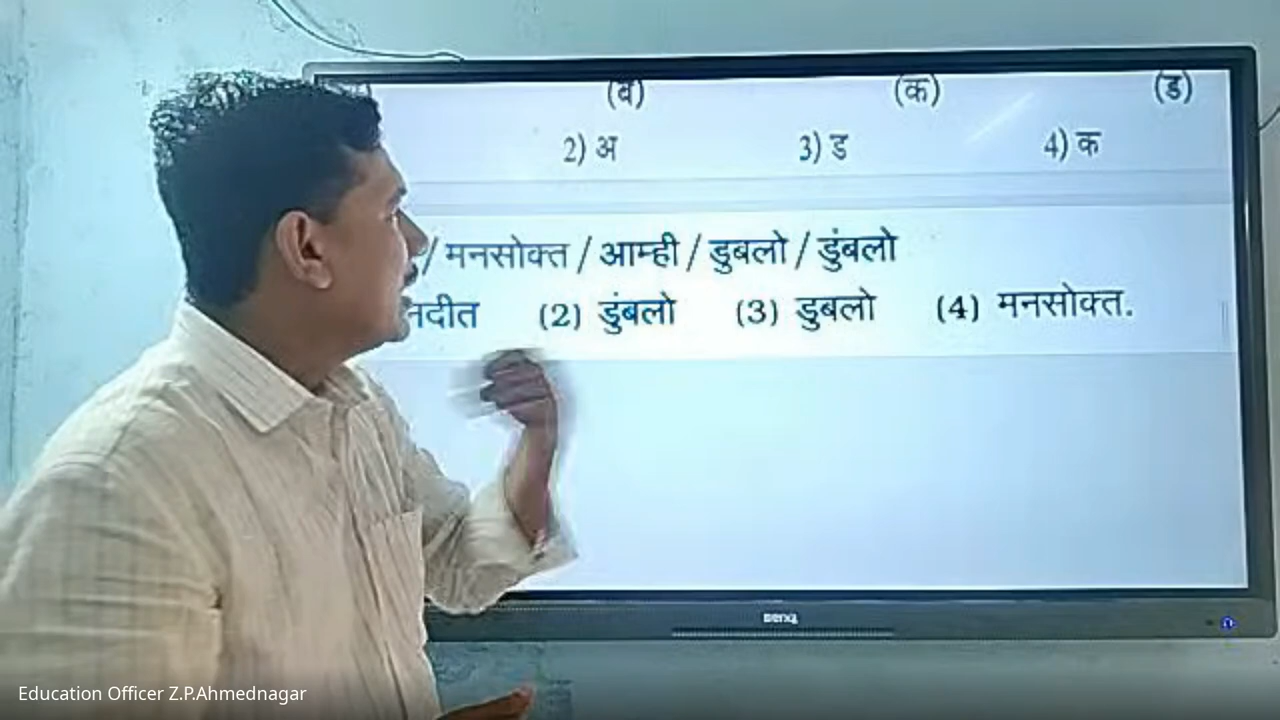 (ब) (क) (ड)
2) अ 3) ड 4) क
/ मनसोक्त / आम्ही / डुबलो / डुंबलो
नदीत (2) डुंबलो (3) डुबलो (4) मनसोक्त.
BenQ
Education Officer Z.P.Ahmednagar